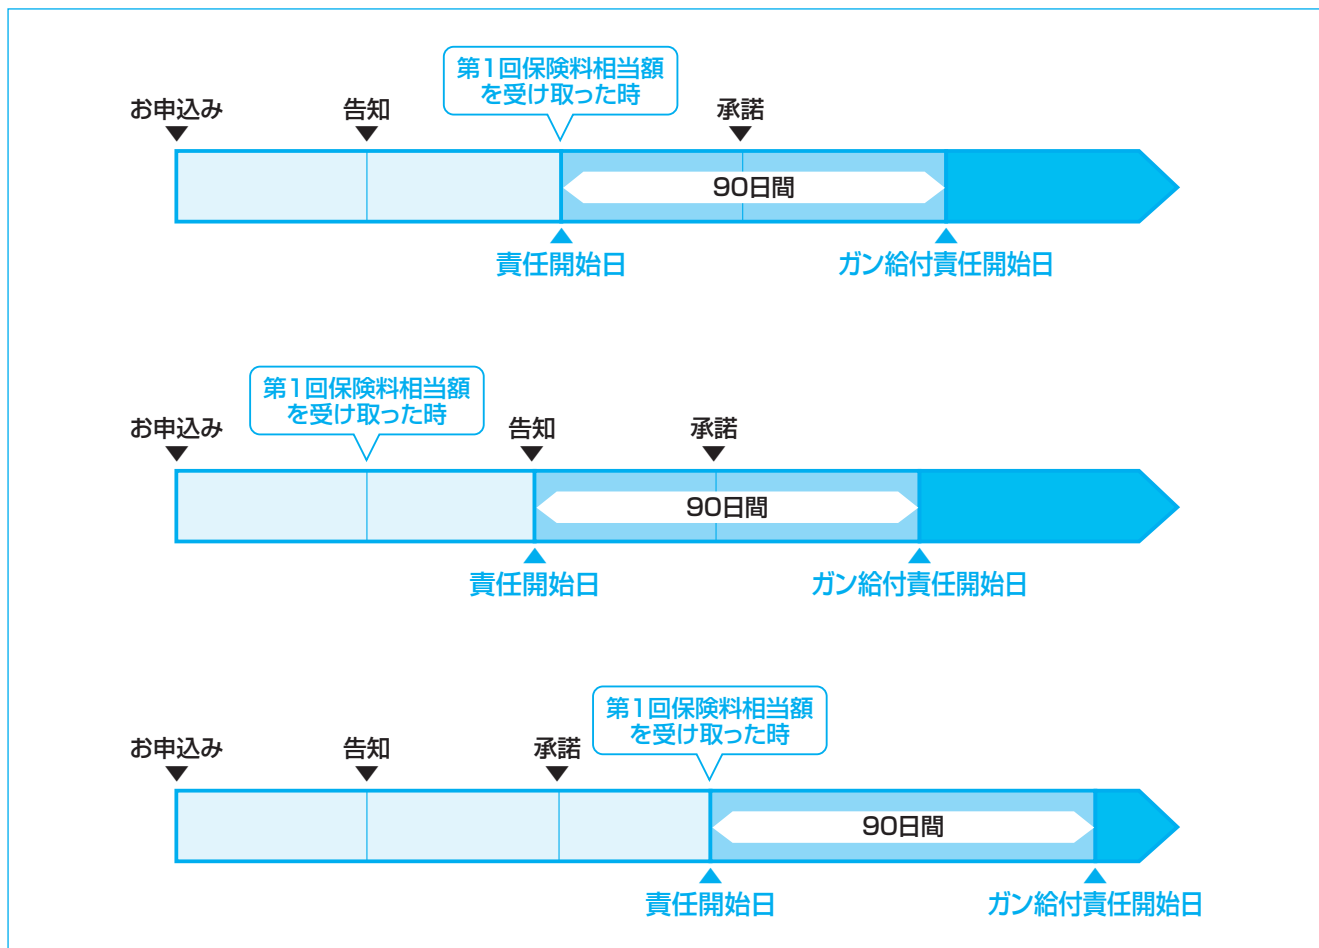 第1回保険料相当額
を受け取った時
お申込み
告知
承諾
90日間
責任開始日
ガン給付責任開始日
第1回保険料相当額
を受け取った時
お申込み
告知
承諾
90日間
責任開始日
ガン給付責任開始日
第1回保険料相当額
を受け取った時
お申込み
告知
承諾
90日間
責任開始日
ガン給付責任開始日